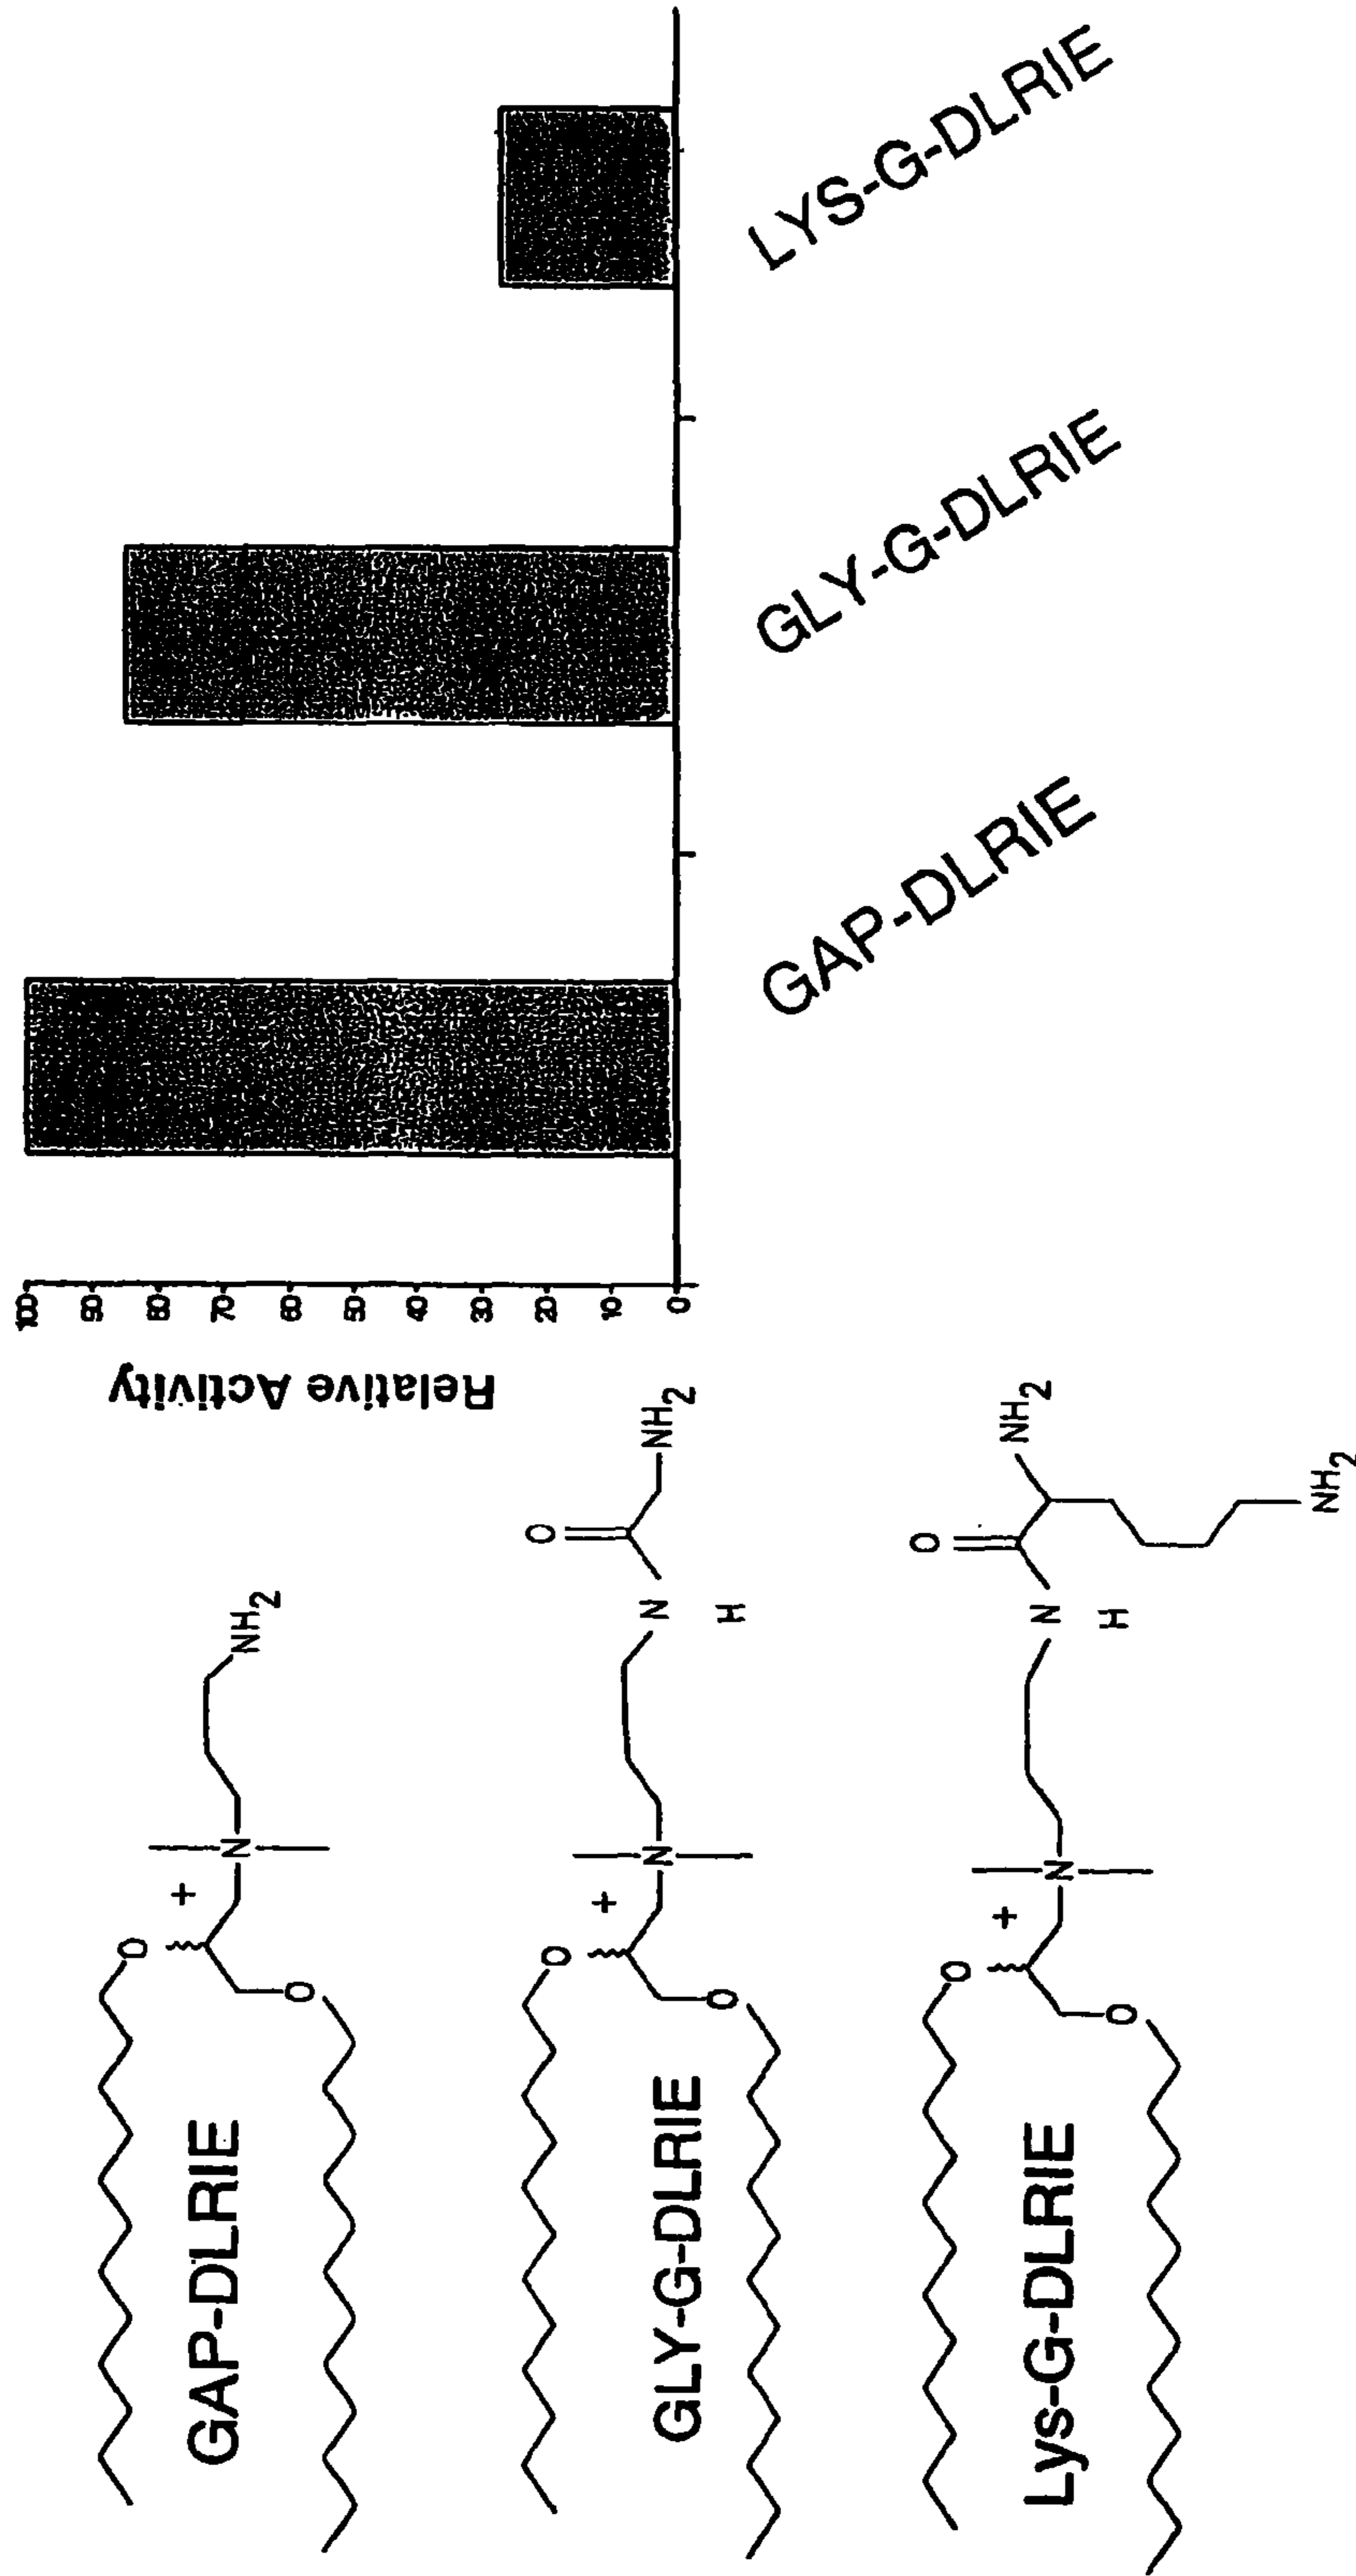 GAP-DLRIE
O
O
+
N
NH2
GLY-G-DLRIE
O
O
+
N
N
H
O
NH2
Lys-G-DLRIE
O
O
+
N
N
H
O
NH2
NH2
Relative Activity
100
90
80
70
60
50
40
30
20
10
0
GAP-DLRIE
GLY-G-DLRIE
LYS-G-DLRIE